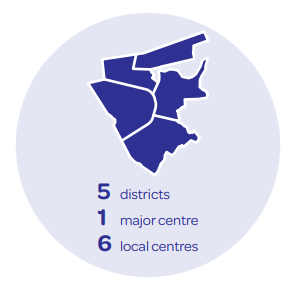 5 districts
1 major centre
6 local centres